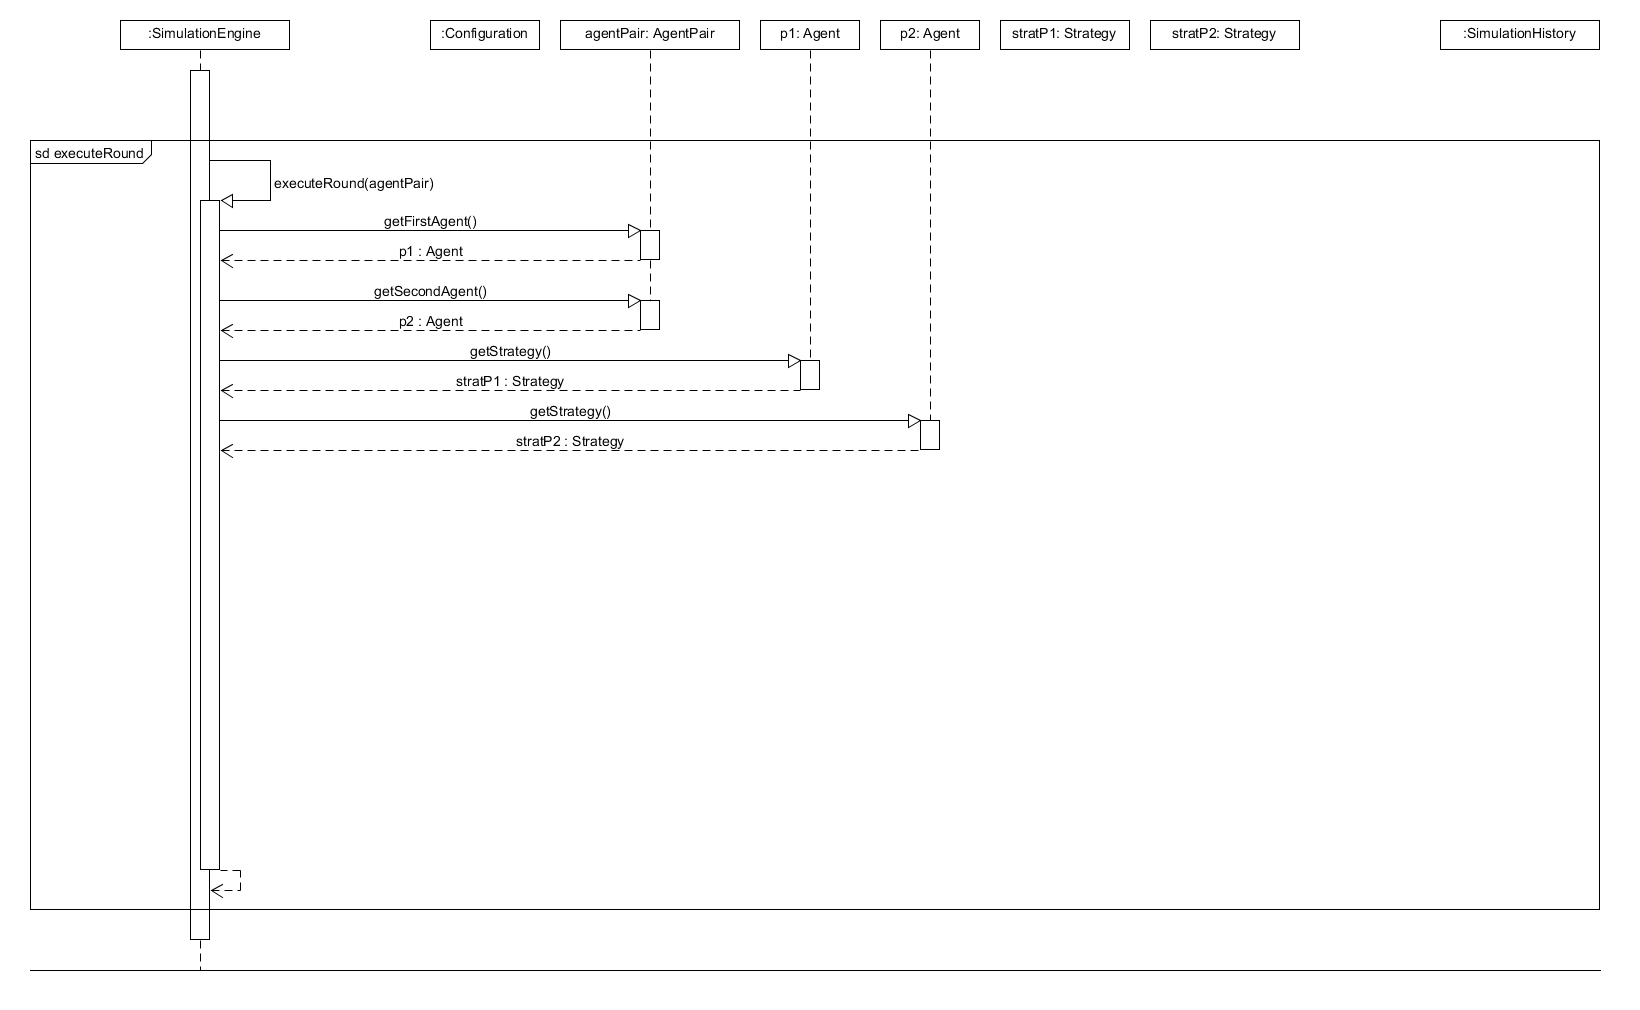 :SimulationEngine
:Configuration
agentPair: AgentPair
p1: Agent
p2: Agent
stratP1: Strategy
stratP2: Strategy
:SimulationHistory
sd executeRound
executeRound(agentPair)
getFirstAgent()
p1 : Agent
getSecondAgent()
p2 : Agent
getStrategy()
stratP1 : Strategy
getStrategy()
stratP2 : Strategy